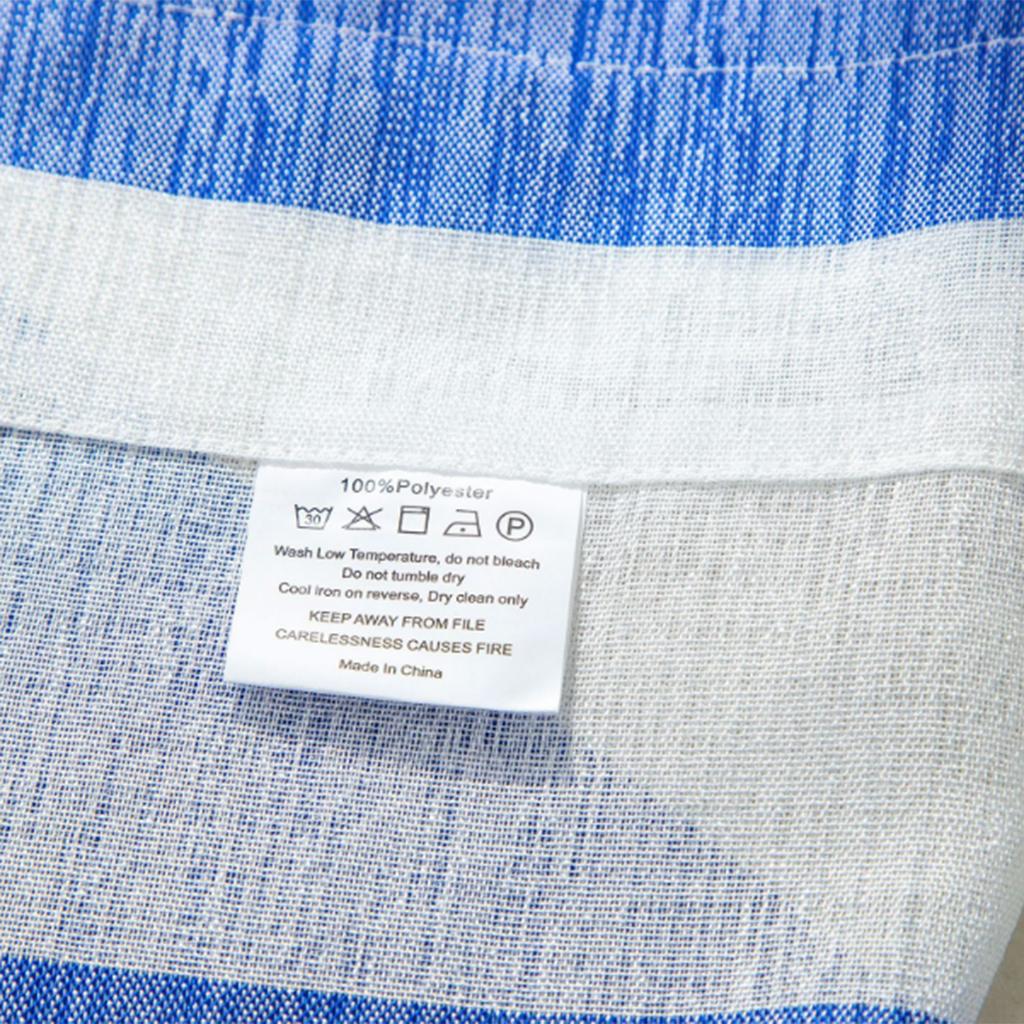 100%Polyester
30 P
Wash Low Temperature, do not bleach
Do not tumble dry
Cool iron on reverse, Dry clean only
KEEP AWAY FROM FILE
CARELESSNESS CAUSES FIRE
Made In China